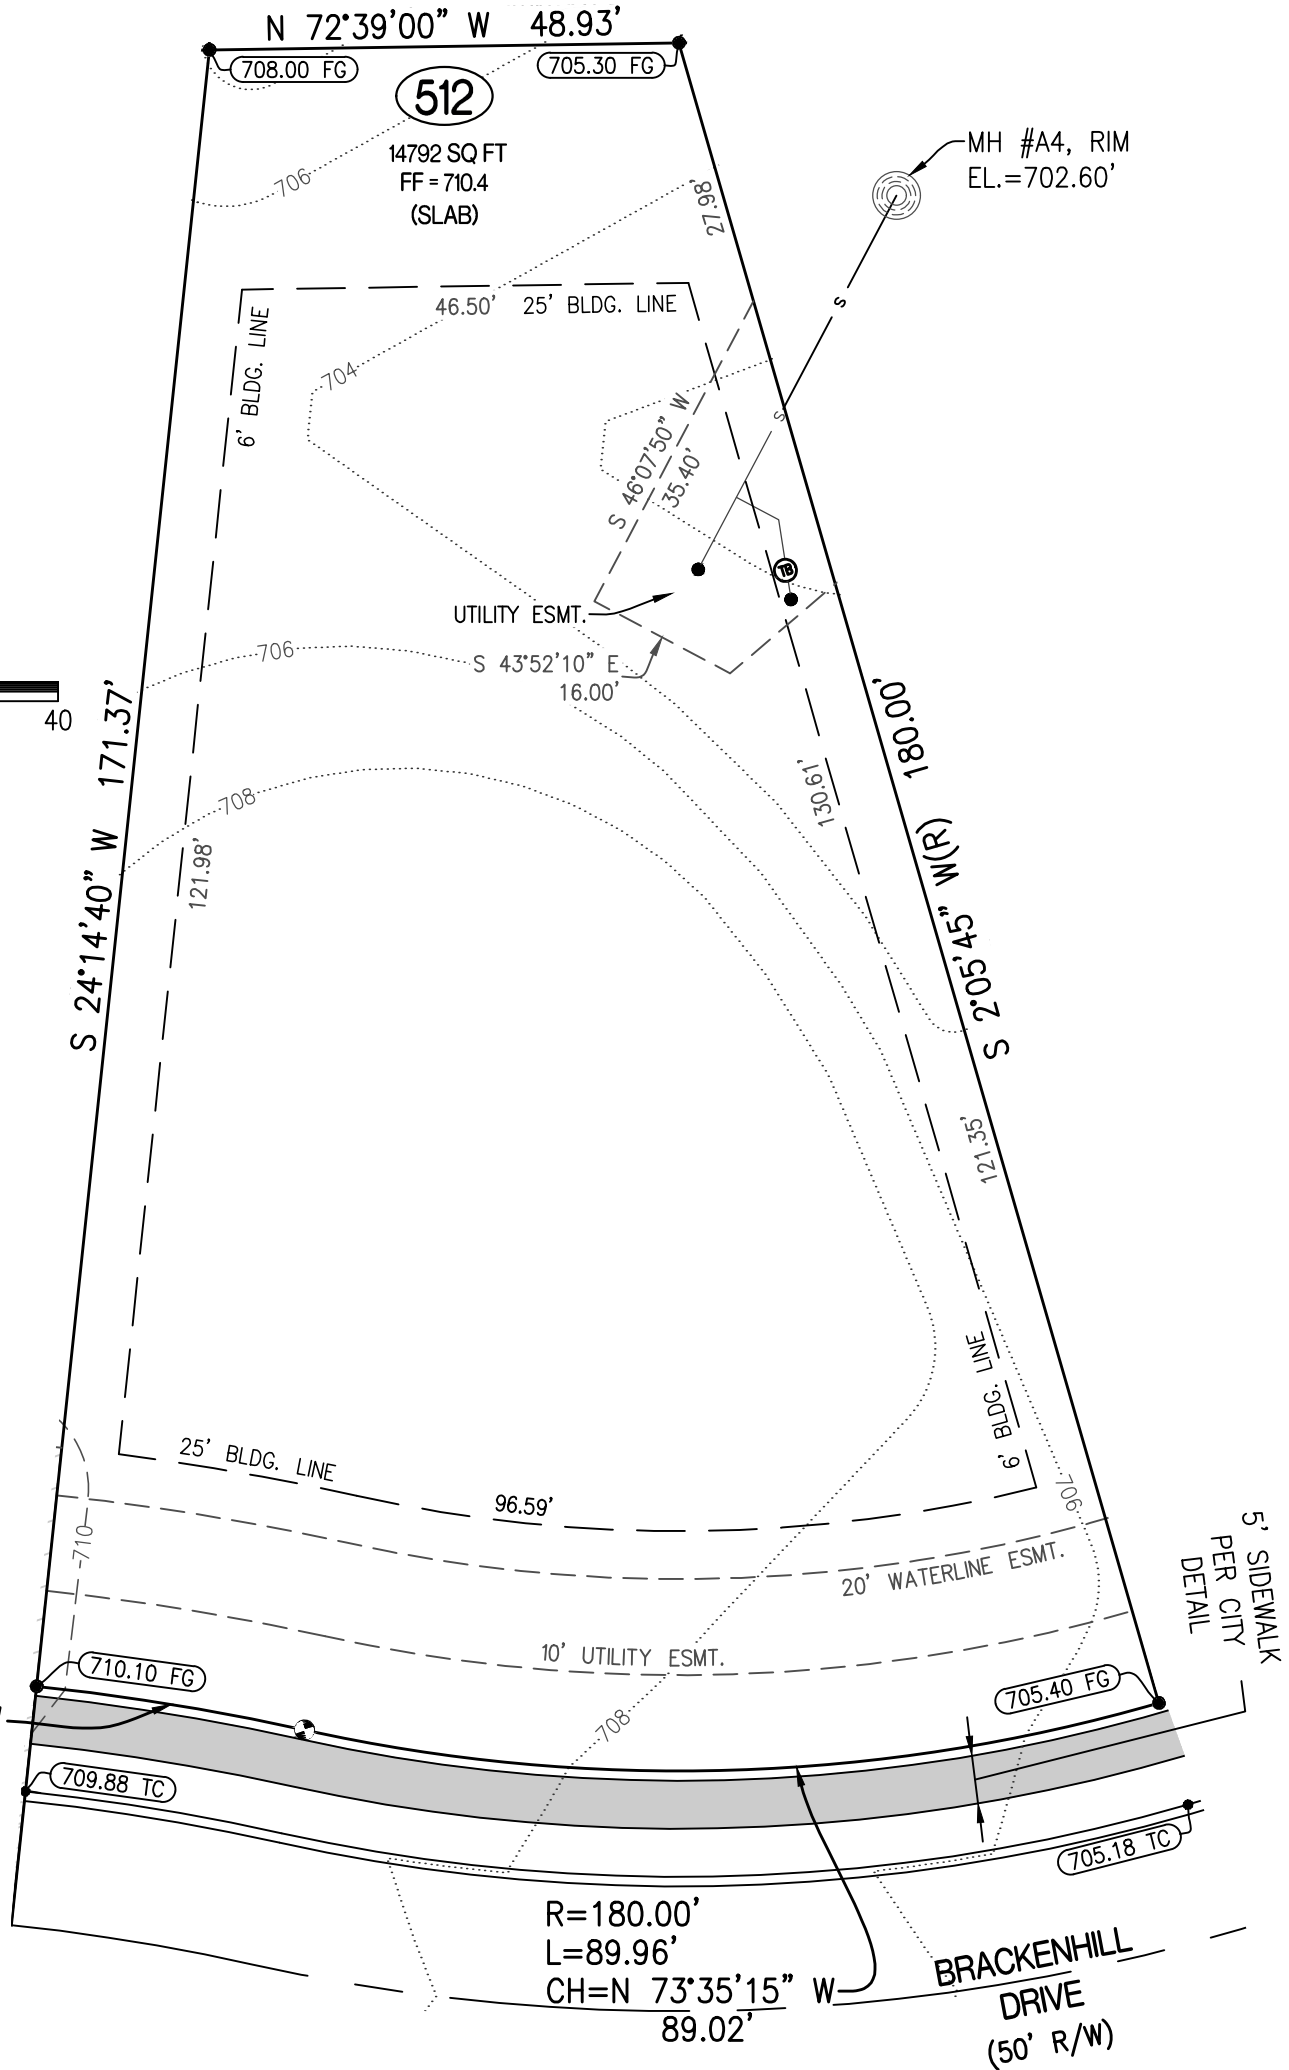 N 72°39'00" W 48.93'
708.00 FG
705.30 FG
512
14792 SQ FT
FF = 710.4
(SLAB)
MH #A4, RIM
EL.=702.60'
706
27.98'
46.50' 25' BLDG. LINE
6' BLDG. LINE
704
S
S
S 46°07'50" W
35.40'
TB
UTILITY ESMT.
S 43°52'10" E
16.00'
706
40
S 24°14'40" W 171.37'
S 2°05'45" W(R) 180.00'
708
130.61'
121.98'
121.35'
6' BLDG. LINE
25' BLDG. LINE
96.59'
706
710
20' WATERLINE ESMT.
10' UTILITY ESMT.
5' SIDEWALK
PER CITY
DETAIL
710.10 FG
705.40 FG
708
709.88 TC
705.18 TC
R=180.00'
L=89.96'
CH=N 73°35'15" W
89.02'
BRACKENHILL
DRIVE
(50' R/W)